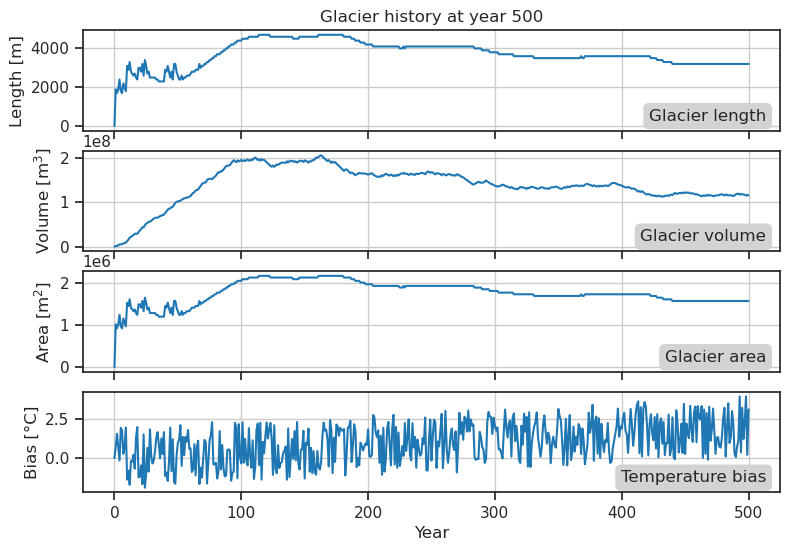 Glacier history at year 500
Length [m]
4000
2000
0
Glacier length
1e8
Volume [m³]
2
1
0
Glacier volume
1e6
Area [m²]
2
1
0
Glacier area
Bias [°C]
2.5
0.0
Temperature bias
0 100 200 300 400 500
Year